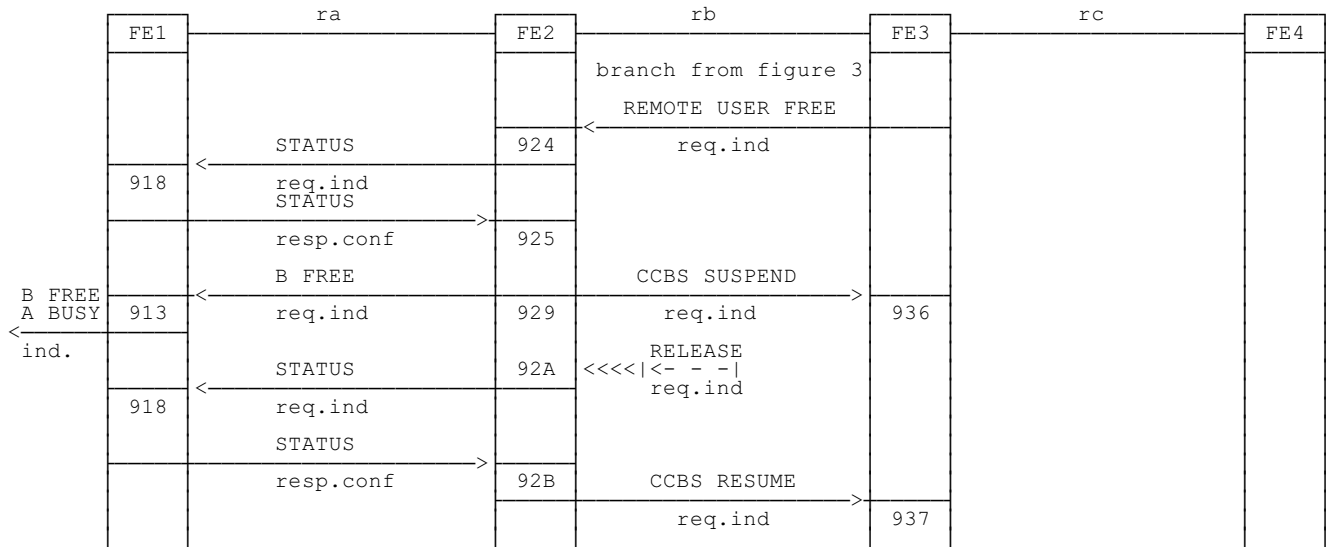 ra rb rc
FE1 FE2 FE3 FE4
branch from figure 3
REMOTE USER FREE
STATUS 924 req.ind
918 req.ind
STATUS
resp.conf 925
B FREE CCBS SUSPEND
B FREE
A BUSY 913 req.ind 929 req.ind 936
ind. RELEASE
STATUS 92A <<<<|<- - -|
req.ind
918 req.ind
STATUS
resp.conf 92B CCBS RESUME
req.ind 937